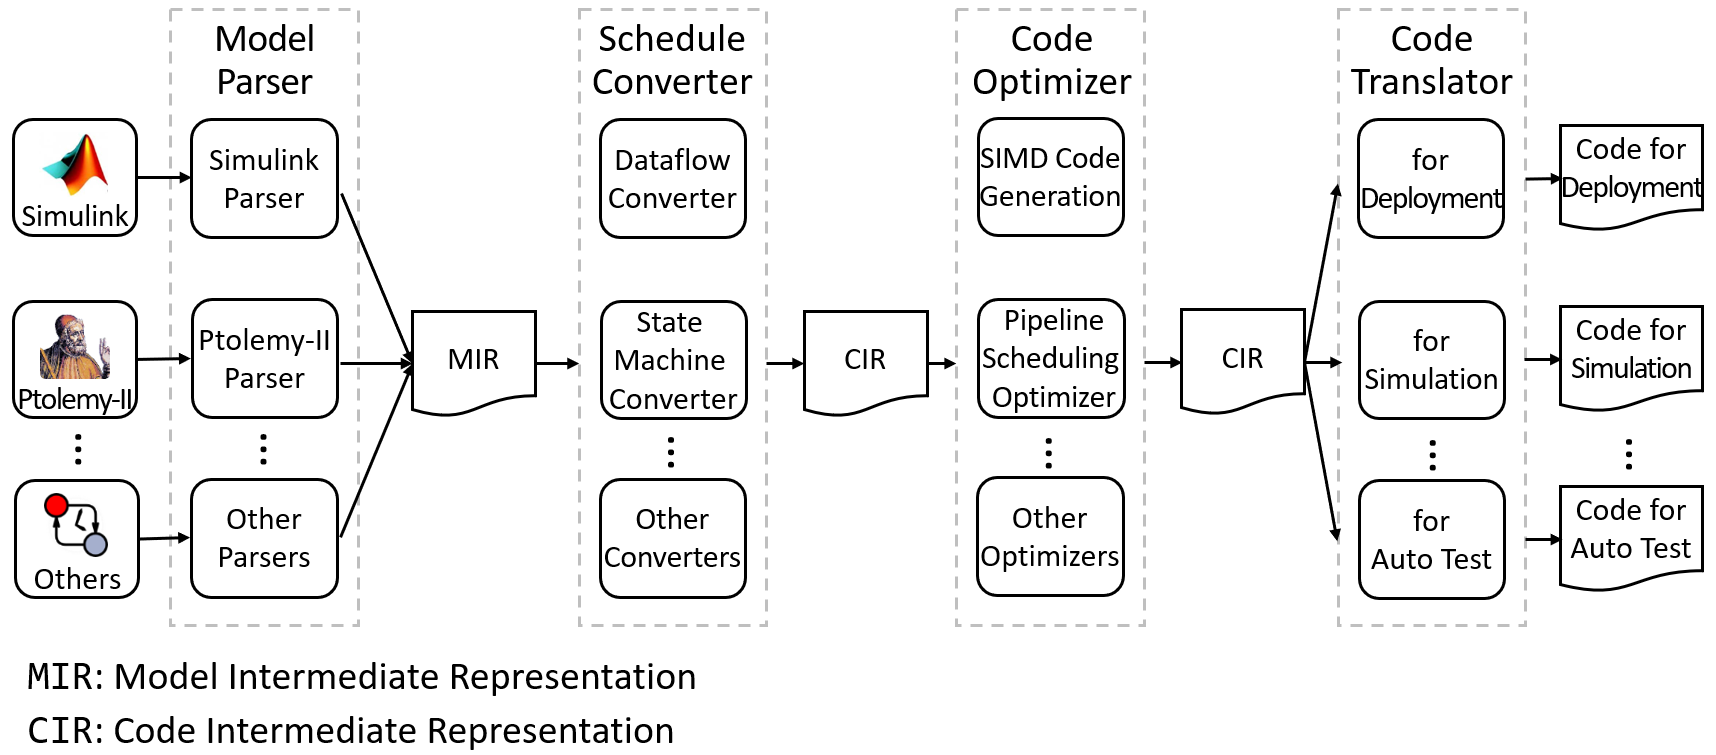 Model
Parser
Schedule
Converter
Code
Optimizer
Code
Translator
Simulink
Simulink
Parser
Dataflow
Converter
SIMD Code
Generation
for
Deployment
Code for
Deployment
Ptolemy-II
Ptolemy-II
Parser
MIR
State
Machine
Converter
CIR
Pipeline
Scheduling
Optimizer
CIR
for
Simulation
Code for
Simulation
Others
Other
Parsers
Other
Converters
Other
Optimizers
for
Auto Test
Code for
Auto Test
MIR: Model Intermediate Representation
CIR: Code Intermediate Representation